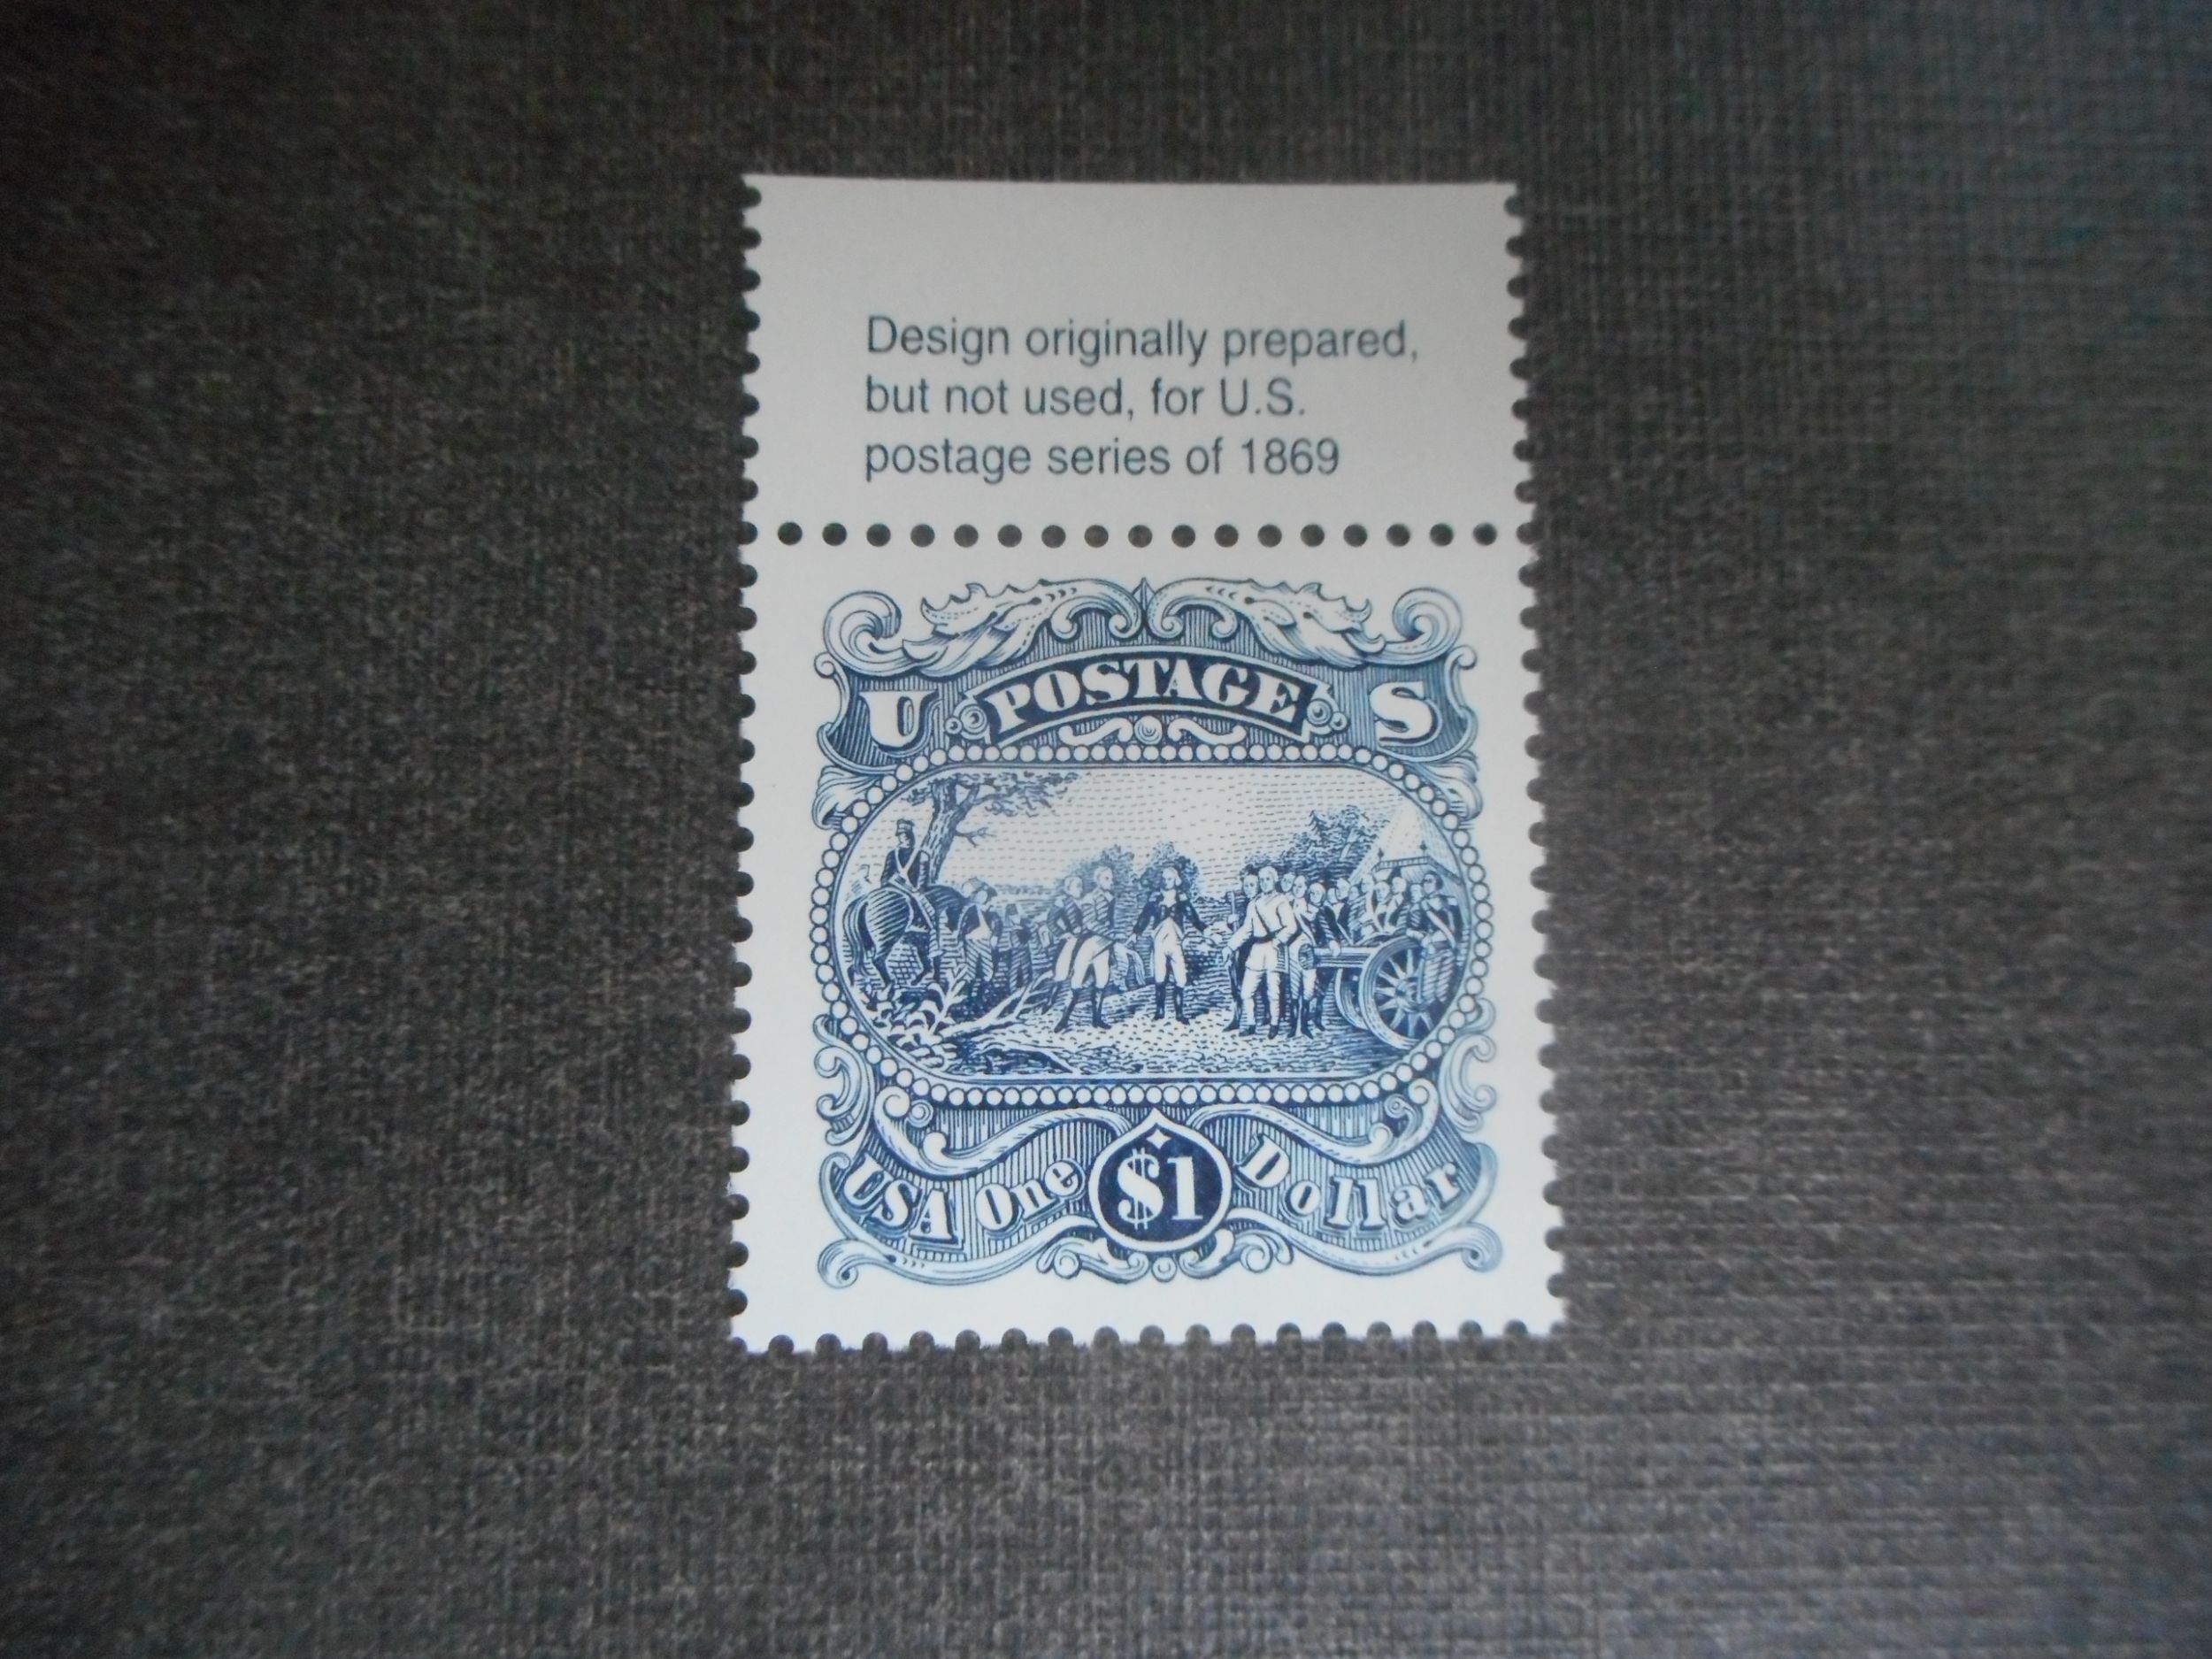 Design originally prepared,
but not used, for U.S.
postage series of 1869
U POSTAGE S
USA One $1 Dollar